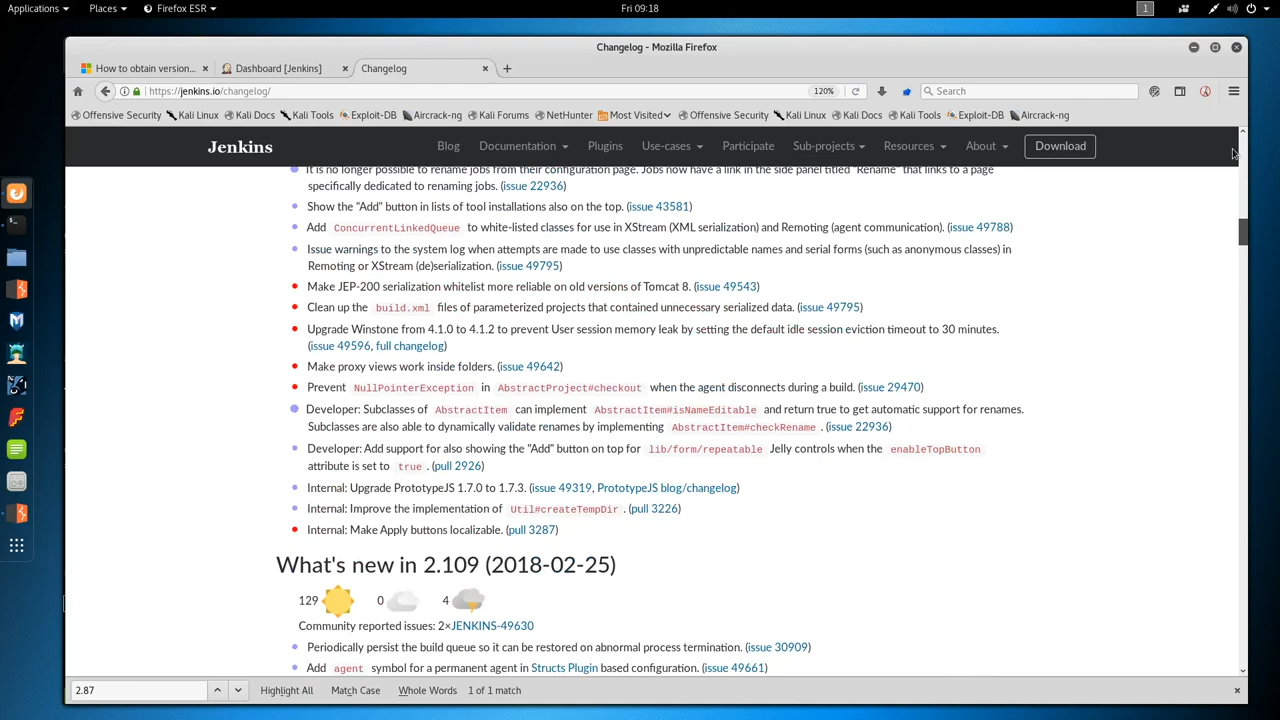 Applications Places Firefox ESR Fri 09:18 1
Changelog - Mozilla Firefox
How to obtain version... × Dashboard [Jenkins] × Changelog × +
https://jenkins.io/changelog/ 120% Search
Offensive Security Kali Linux Kali Docs Kali Tools Exploit-DB Aircrack-ng Kali Forums NetHunter Most Visited Offensive Security Kali Linux Kali Docs Kali Tools Exploit-DB Aircrack-ng
Jenkins Blog Documentation Plugins Use-cases Participate Sub-projects Resources About Download
It is no longer possible to rename jobs from their configuration page. Jobs now have a link in the side panel titled "Rename" that links to a page
specifically dedicated to renaming jobs. (issue 22936)
Show the "Add" button in lists of tool installations also on the top. (issue 43581)
Add ConcurrentLinkedQueue to white-listed classes for use in XStream (XML serialization) and Remoting (agent communication). (issue 49788)
Issue warnings to the system log when attempts are made to use classes with unpredictable names and serial forms (such as anonymous classes) in
Remoting or XStream (de)serialization. (issue 49795)
Make JEP-200 serialization whitelist more reliable on old versions of Tomcat 8. (issue 49543)
Clean up the build.xml files of parameterized projects that contained unnecessary serialized data. (issue 49795)
Upgrade Winstone from 4.1.0 to 4.1.2 to prevent User session memory leak by setting the default idle session eviction timeout to 30 minutes.
(issue 49596, full changelog)
Make proxy views work inside folders. (issue 49642)
Prevent NullPointerException in AbstractProject#checkout when the agent disconnects during a build. (issue 29470)
Developer: Subclasses of AbstractItem can implement AbstractItem#isNameEditable and return true to get automatic support for renames.
Subclasses are also able to dynamically validate renames by implementing AbstractItem#checkRename . (issue 22936)
Developer: Add support for also showing the "Add" button on top for lib/form/repeatable Jelly controls when the enableTopButton
attribute is set to true . (pull 2926)
Internal: Upgrade PrototypeJS 1.7.0 to 1.7.3. (issue 49319, PrototypeJS blog/changelog)
Internal: Improve the implementation of Util#createTempDir . (pull 3226)
Internal: Make Apply buttons localizable. (pull 3287)
What's new in 2.109 (2018-02-25)
129 0 4
Community reported issues: 2×JENKINS-49630
Periodically persist the build queue so it can be restored on abnormal process termination. (issue 30909)
Add agent symbol for a permanent agent in Structs Plugin based configuration. (issue 49661)
2.87 Highlight All Match Case Whole Words 1 of 1 match ×